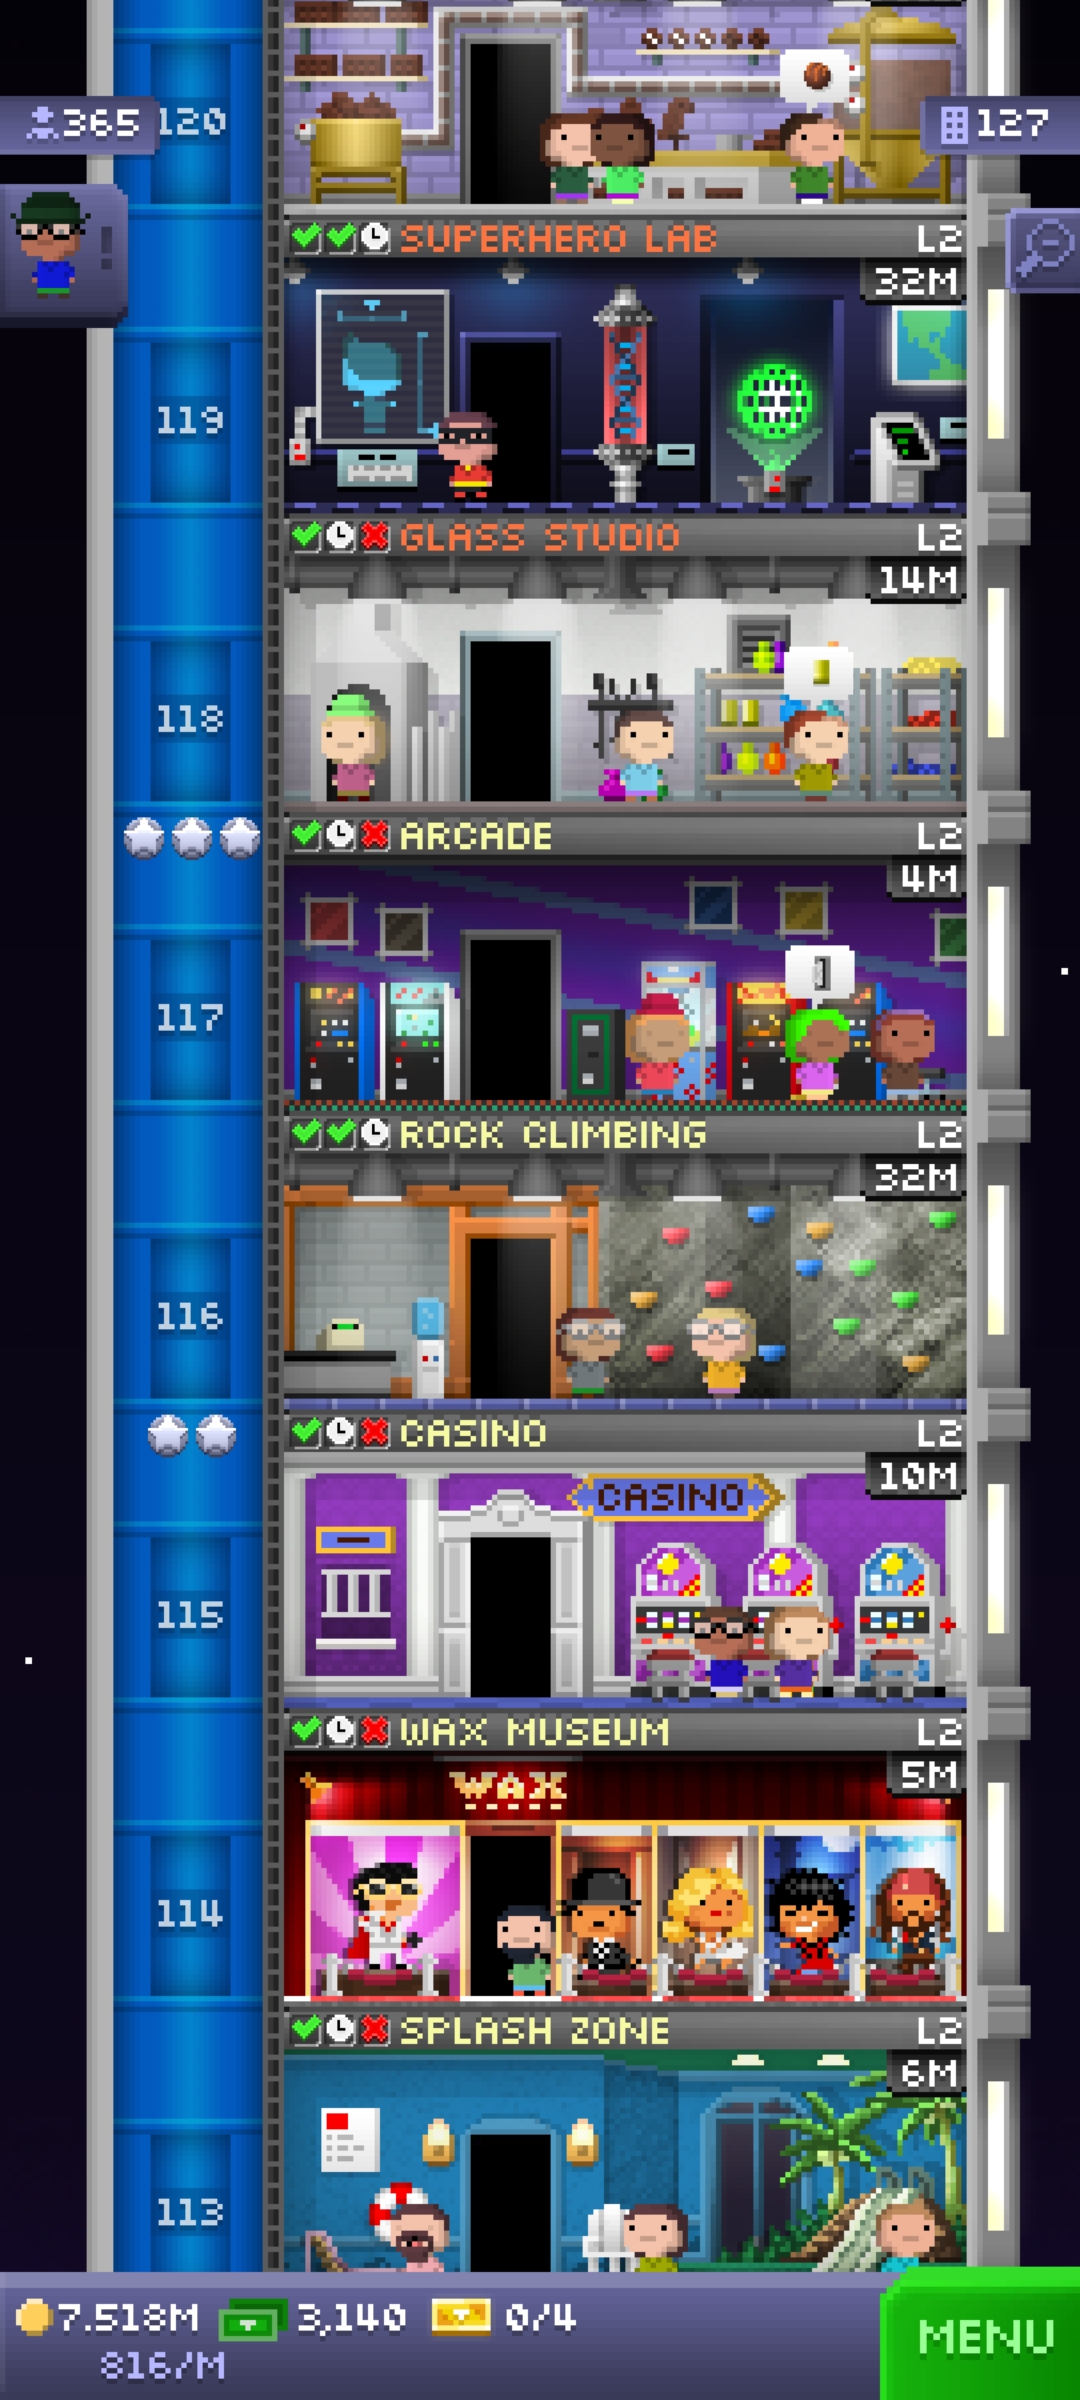 365
120
127
SUPERHERO LAB L2
32M
119
GLASS STUDIO L2
14M
118
ARCADE L2
4M
117
ROCK CLIMBING L2
32M
116
CASINO L2
10M
CASINO
115
WAX MUSEUM L2
5M
WAX
114
SPLASH ZONE L2
6M
113
7.518M 3,140 0/4
MENU
816/M